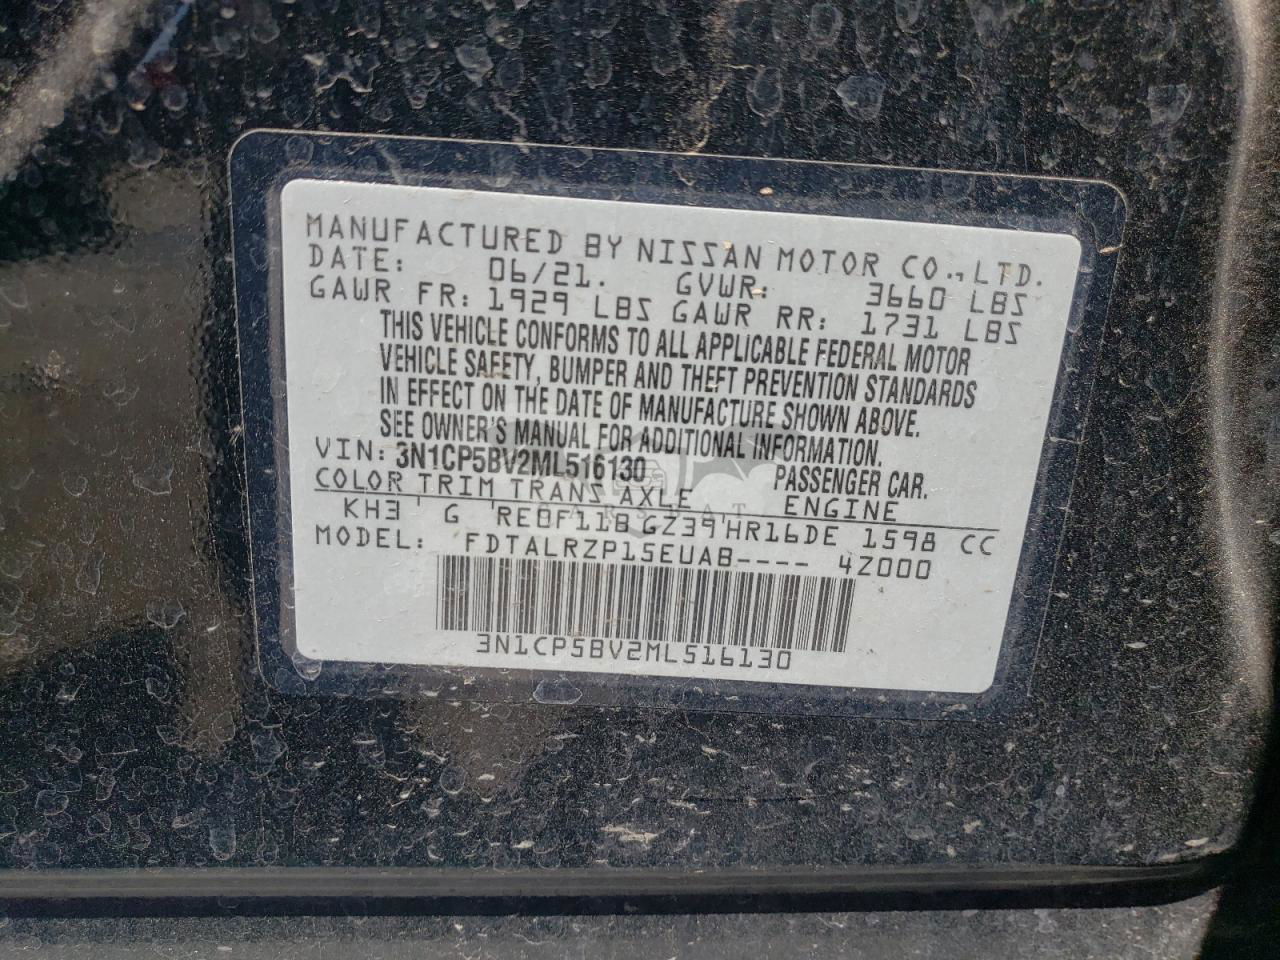 MANUFACTURED BY NISSAN MOTOR CO., LTD.
DATE: 06/21. GVWR: 3660 LBS
GAWR FR: 1929 LBS GAWR RR: 1731 LBS
THIS VEHICLE CONFORMS TO ALL APPLICABLE FEDERAL MOTOR
VEHICLE SAFETY, BUMPER AND THEFT PREVENTION STANDARDS
IN EFFECT ON THE DATE OF MANUFACTURE SHOWN ABOVE.
SEE OWNER'S MANUAL FOR ADDITIONAL INFORMATION.
VIN: 3N1CP5BV2ML516130 PASSENGER CAR.
COLOR TRIM TRANS AXLE ENGINE
KH3 G RE0F11B GZ39 HR16DE 1598 CC
MODEL: FDTALRZP15EUAB---- 4Z000
3N1CP5BV2ML516130